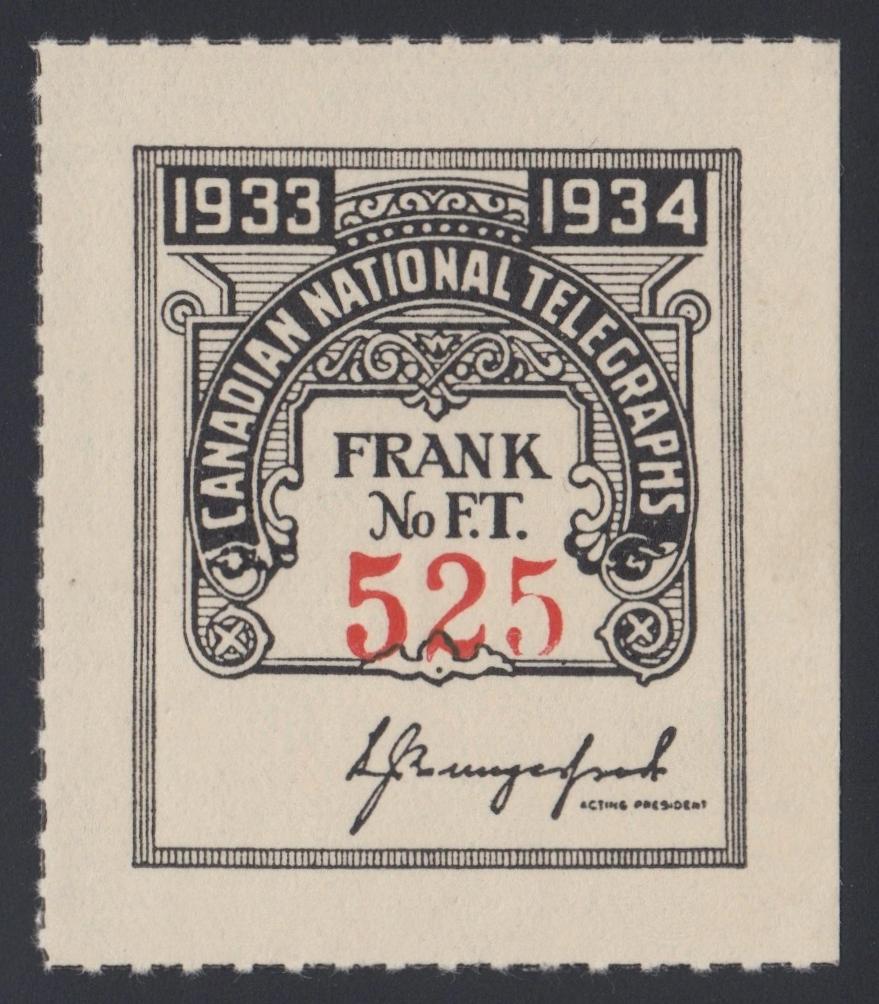 1933 1934
CANADIAN NATIONAL TELEGRAPHS
FRANK
No F.T.
525
ACTING PRESIDENT